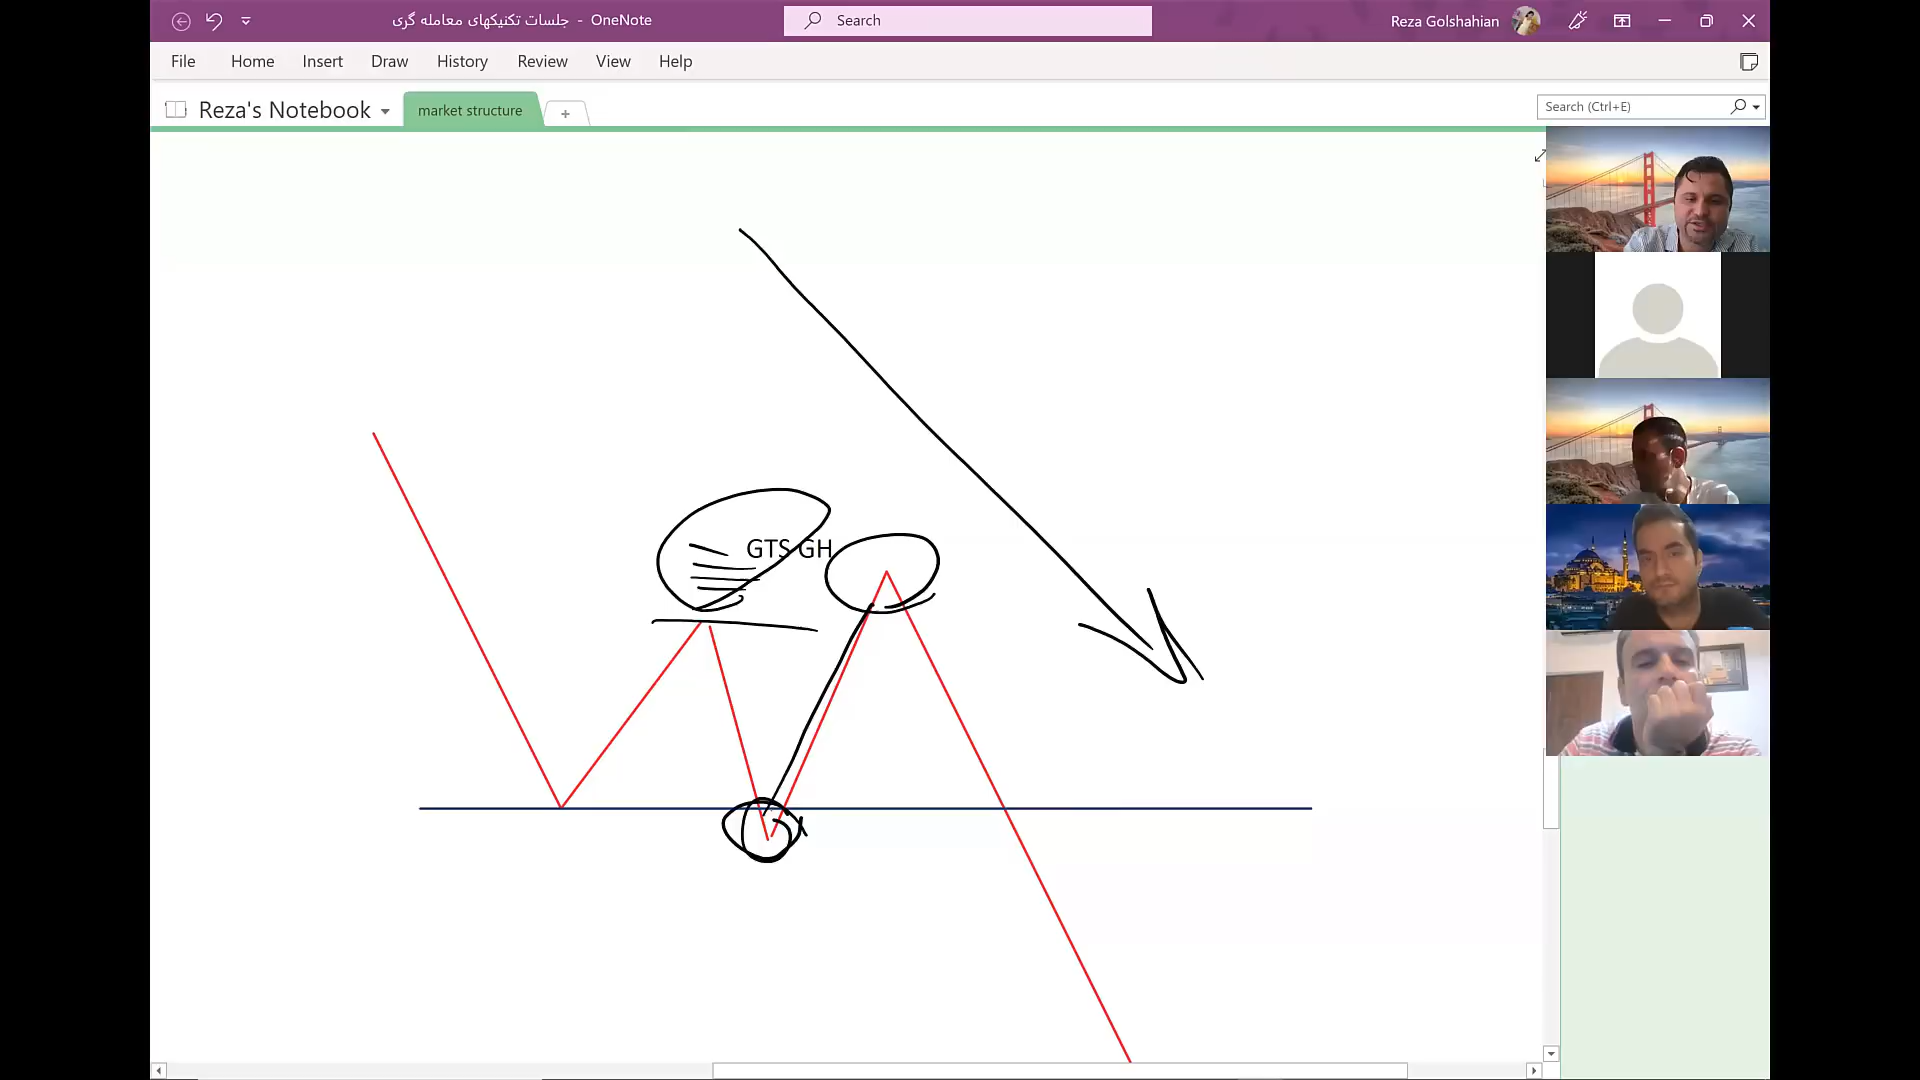 جلسات تکنیکهای معامله گری - OneNote
Search
Reza Golshahian
File Home Insert Draw History Review View Help
Reza's Notebook
market structure
+
Search (Ctrl+E)
GTS GH